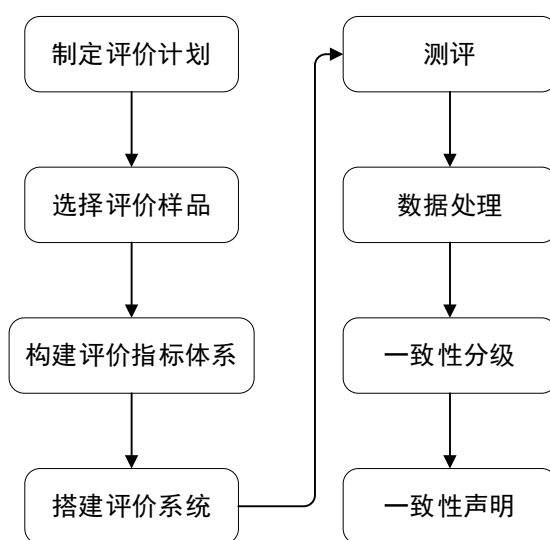 制定评价计划
选择评价样品
构建评价指标体系
搭建评价系统
测评
数据处理
一致性分级
一致性声明